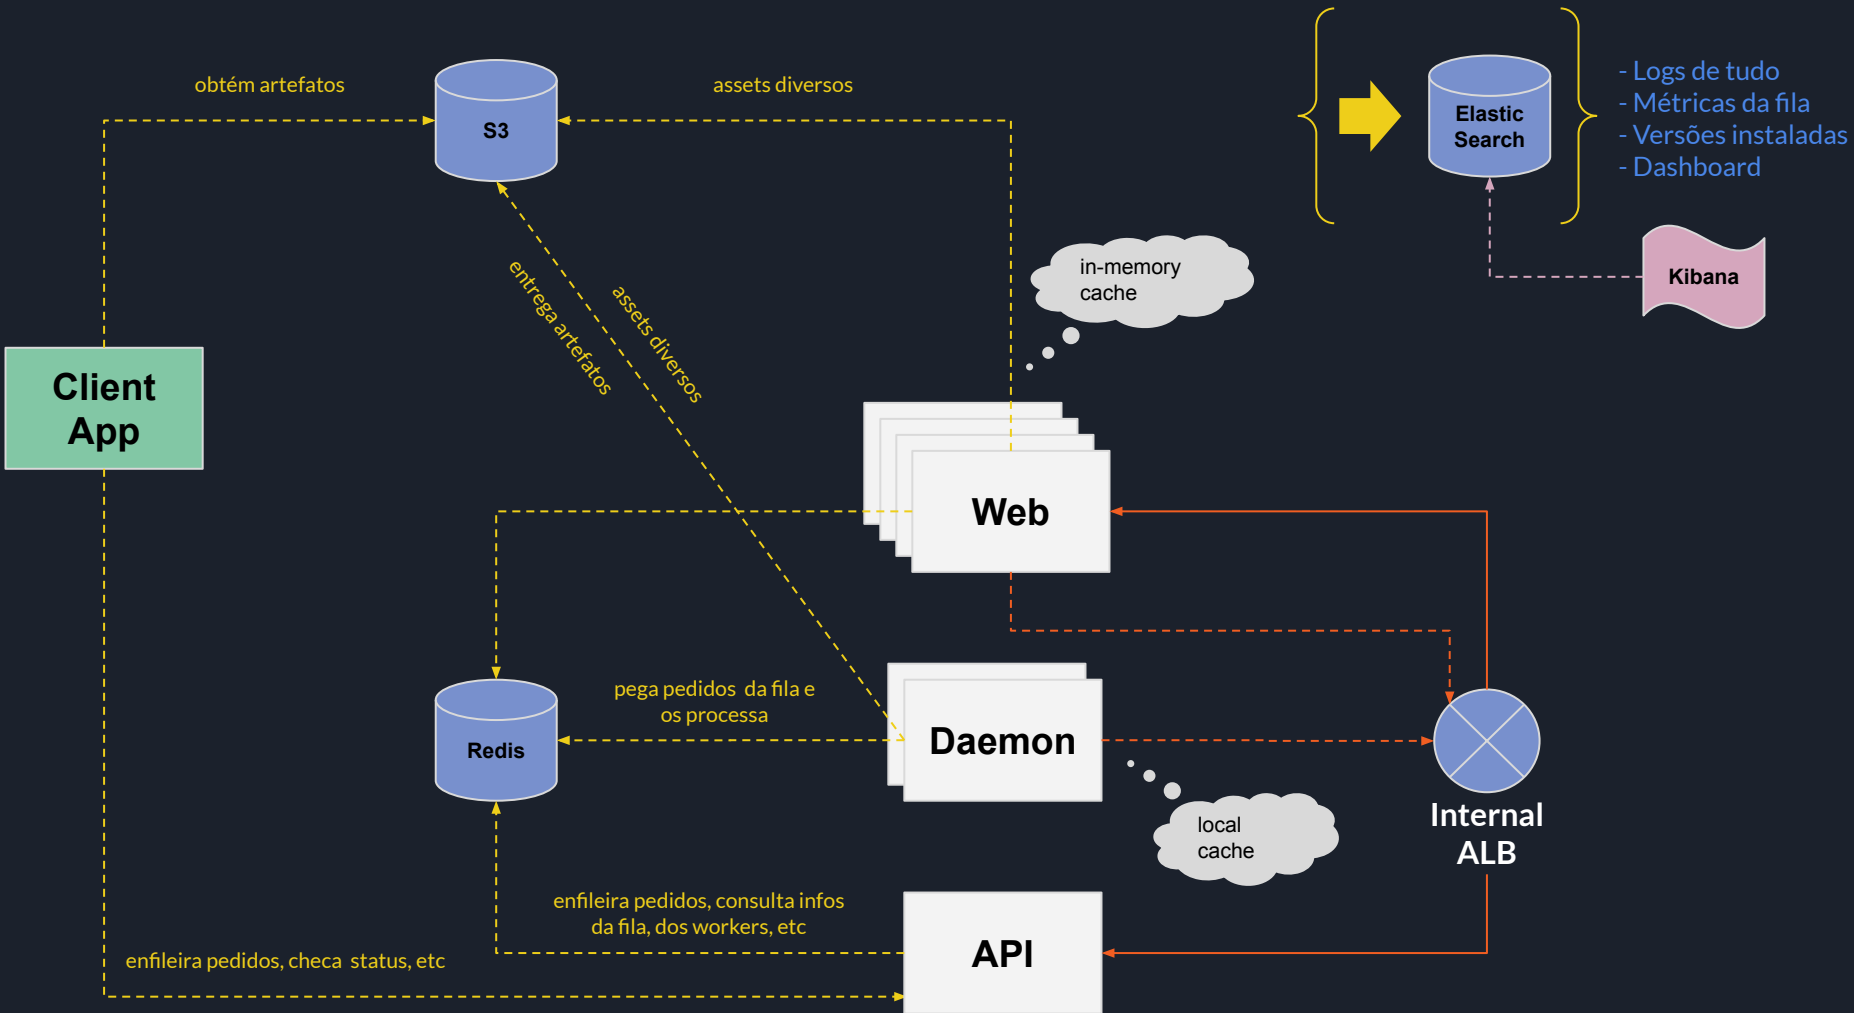 obtém artefatos
S3
assets diversos
Elastic
Search
- Logs de tudo
- Métricas da fila
- Versões instaladas
- Dashboard
Kibana
in-memory
cache
entrega artefatos
assets diversos
Client
App
Web
pega pedidos da fila e
os processa
Redis
Daemon
local
cache
Internal
ALB
enfileira pedidos, consulta infos
da fila, dos workers, etc
API
enfileira pedidos, checa status, etc